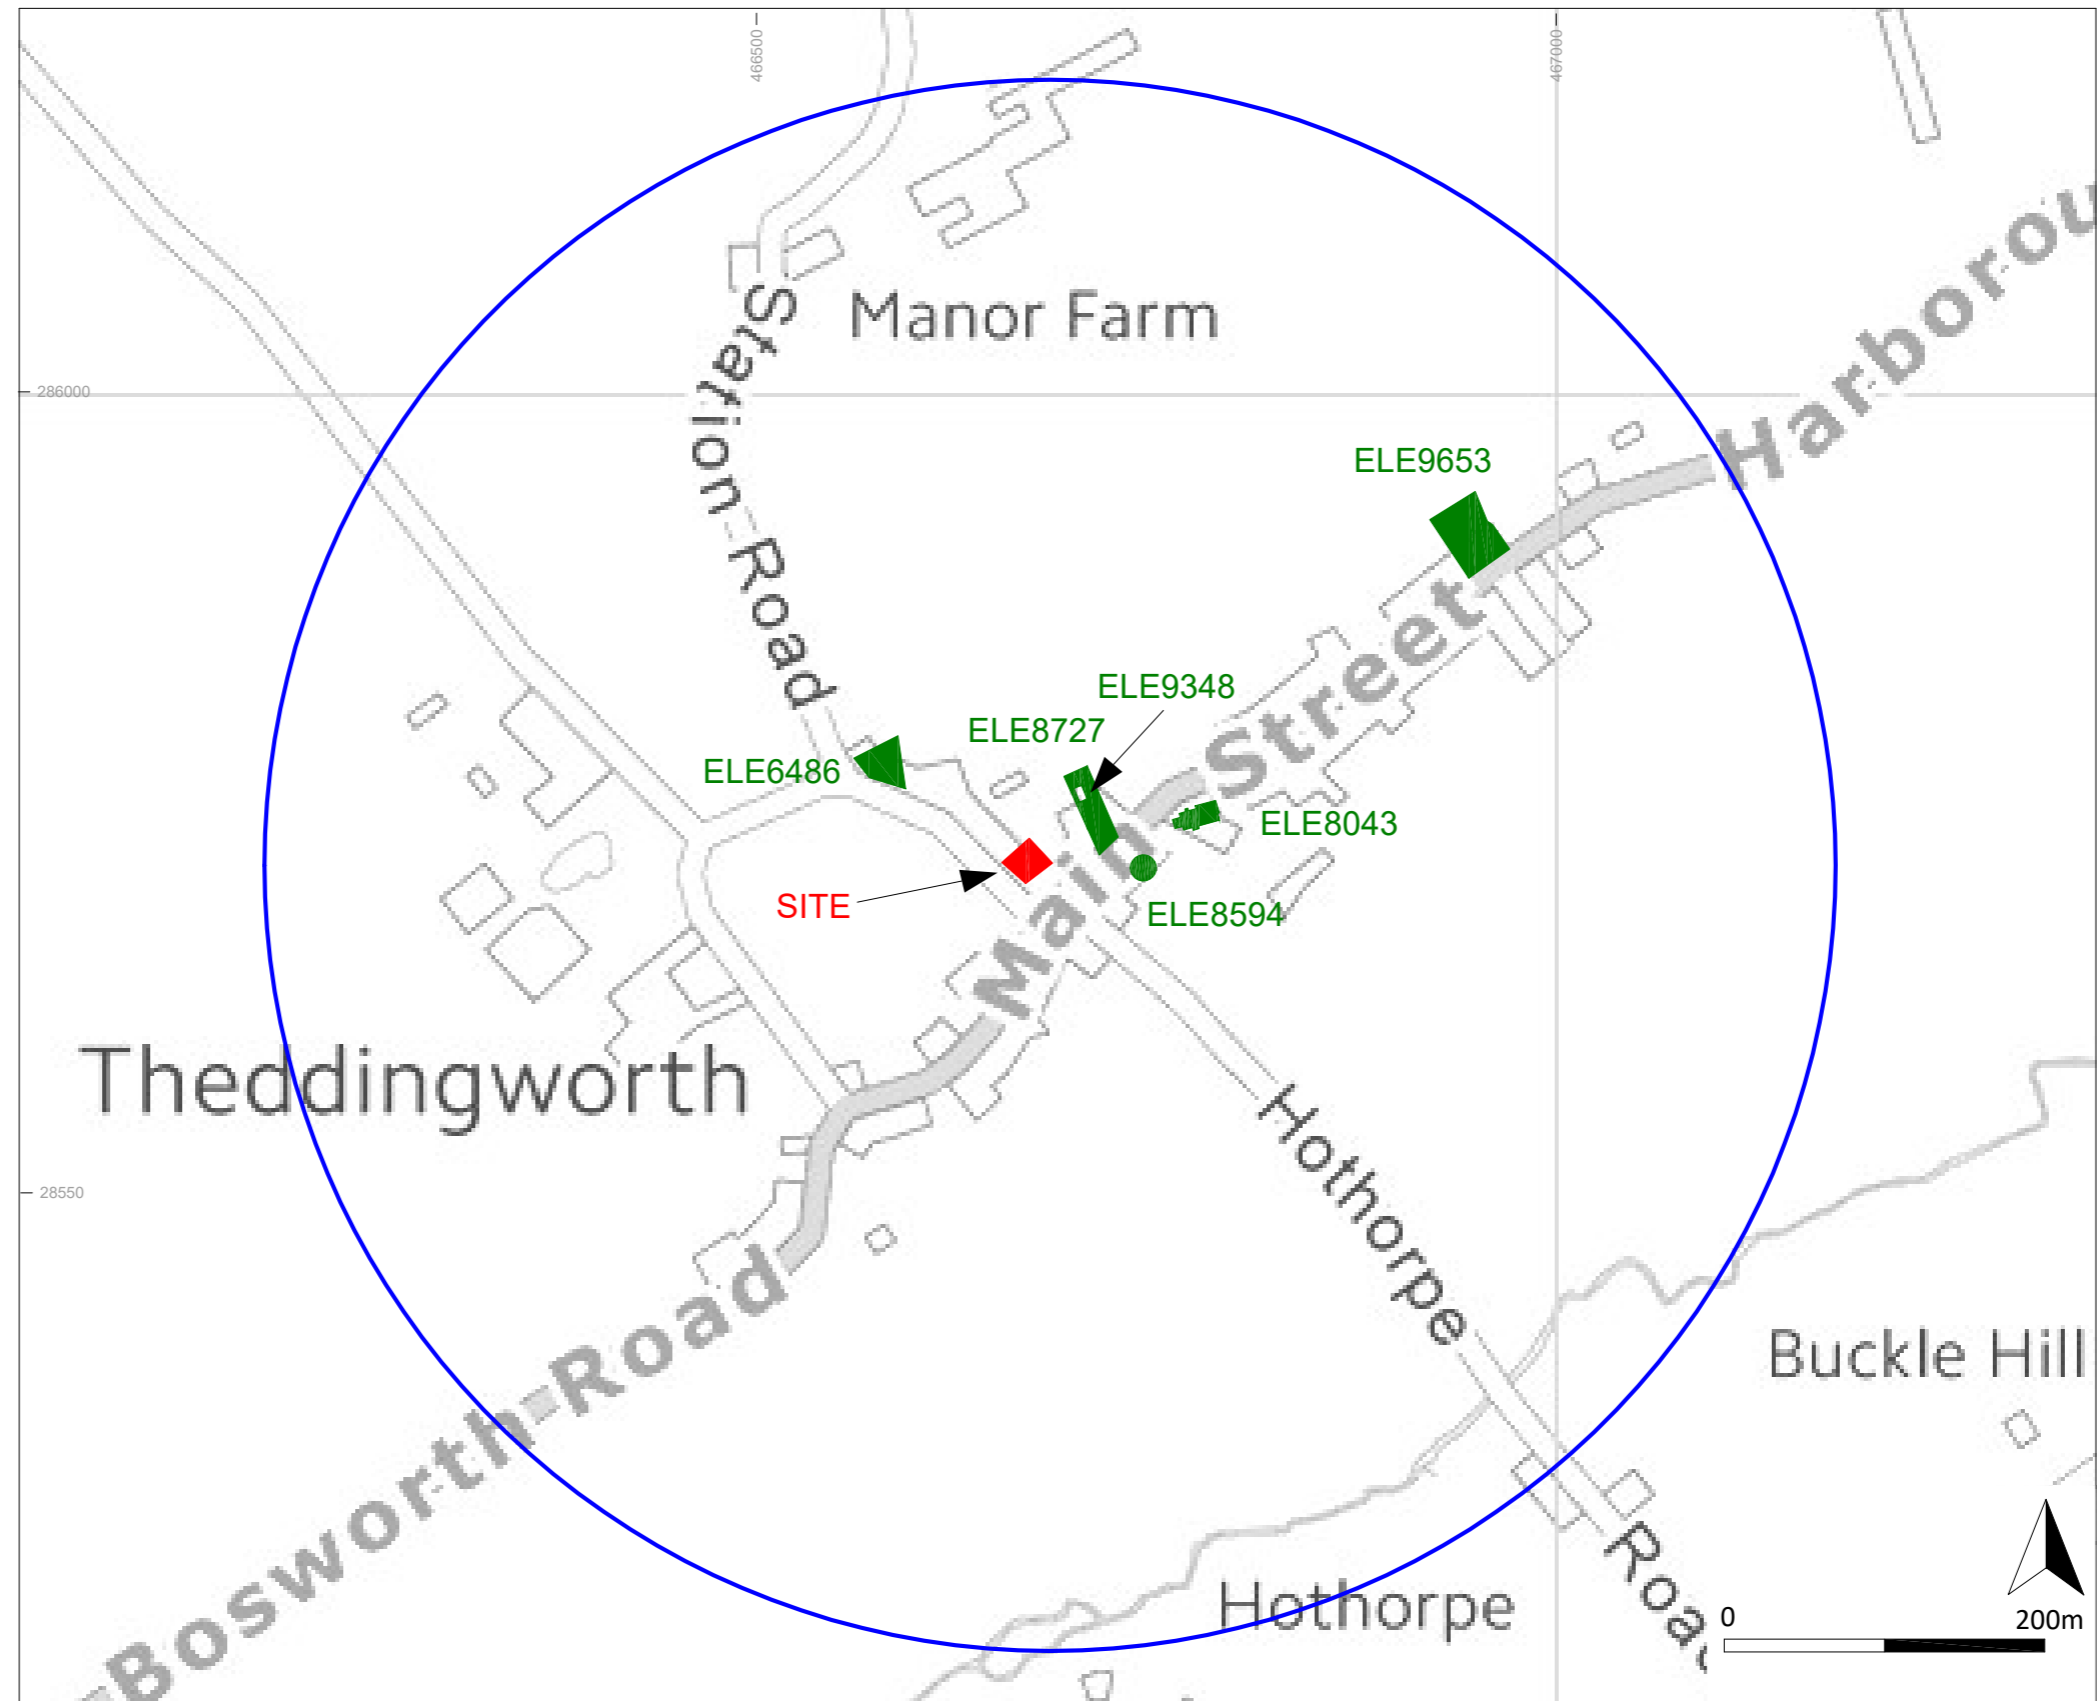 466500
467000
Harborou
Manor Farm
Station Road
286000
ELE9653
ELE9348
ELE8727
ELE6486
ELE8043
SITE
ELE8594
Main Street
Theddingworth
28550
Hothorpe Road
Bosworth Road
Buckle Hill
Hothorpe
0
200m